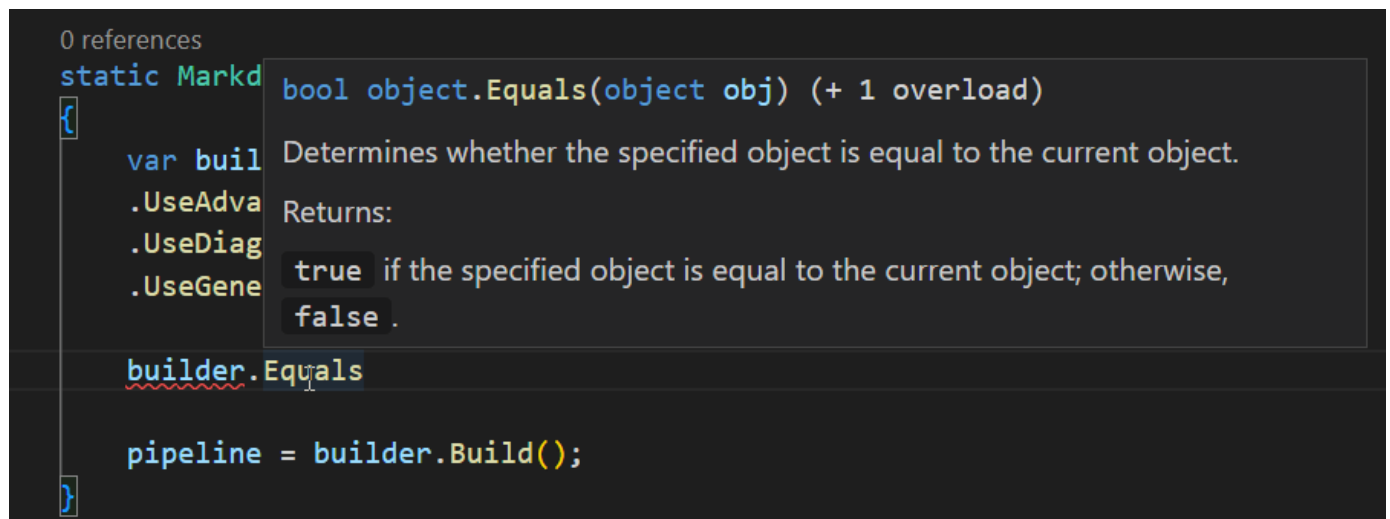 0 references
static Markd
bool object.Equals(object obj) (+ 1 overload)
{
var buil
Determines whether the specified object is equal to the current object.
.UseAdva
Returns:
.UseDiag
true if the specified object is equal to the current object; otherwise,
.UseGene
false .
builder.Equals
pipeline = builder.Build();
}